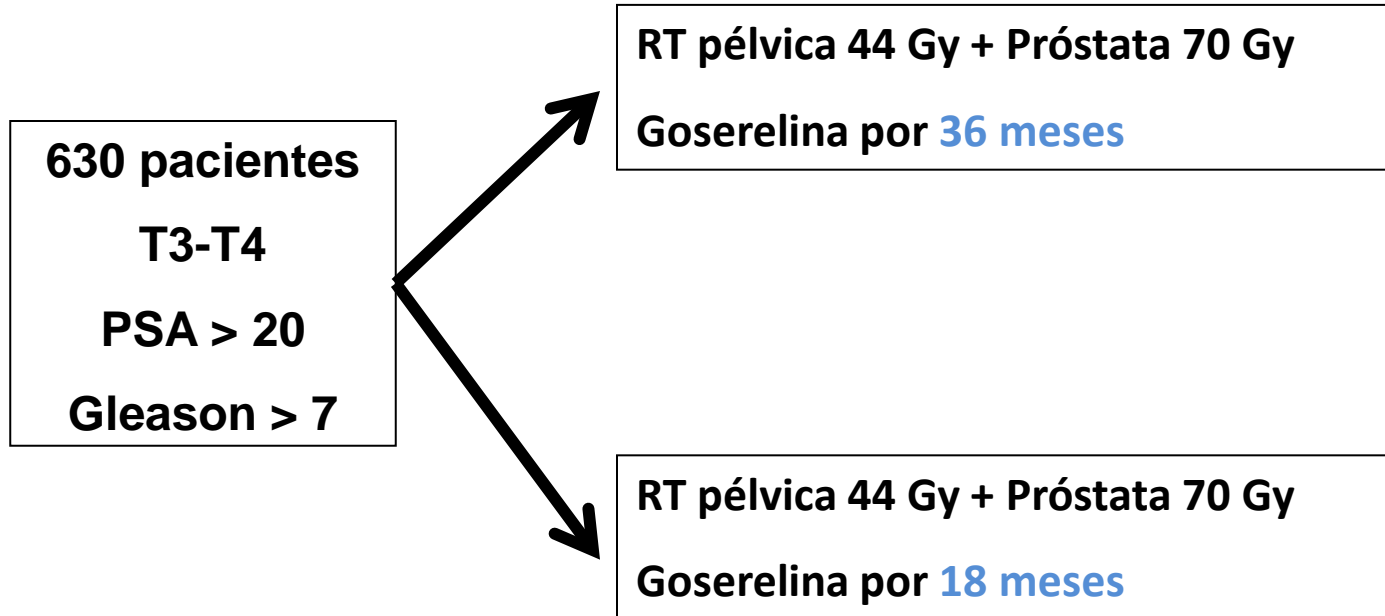 630 pacientes
T3-T4
PSA > 20
Gleason > 7
RT pélvica 44 Gy + Próstata 70 Gy
Goserelina por 36 meses
RT pélvica 44 Gy + Próstata 70 Gy
Goserelina por 18 meses